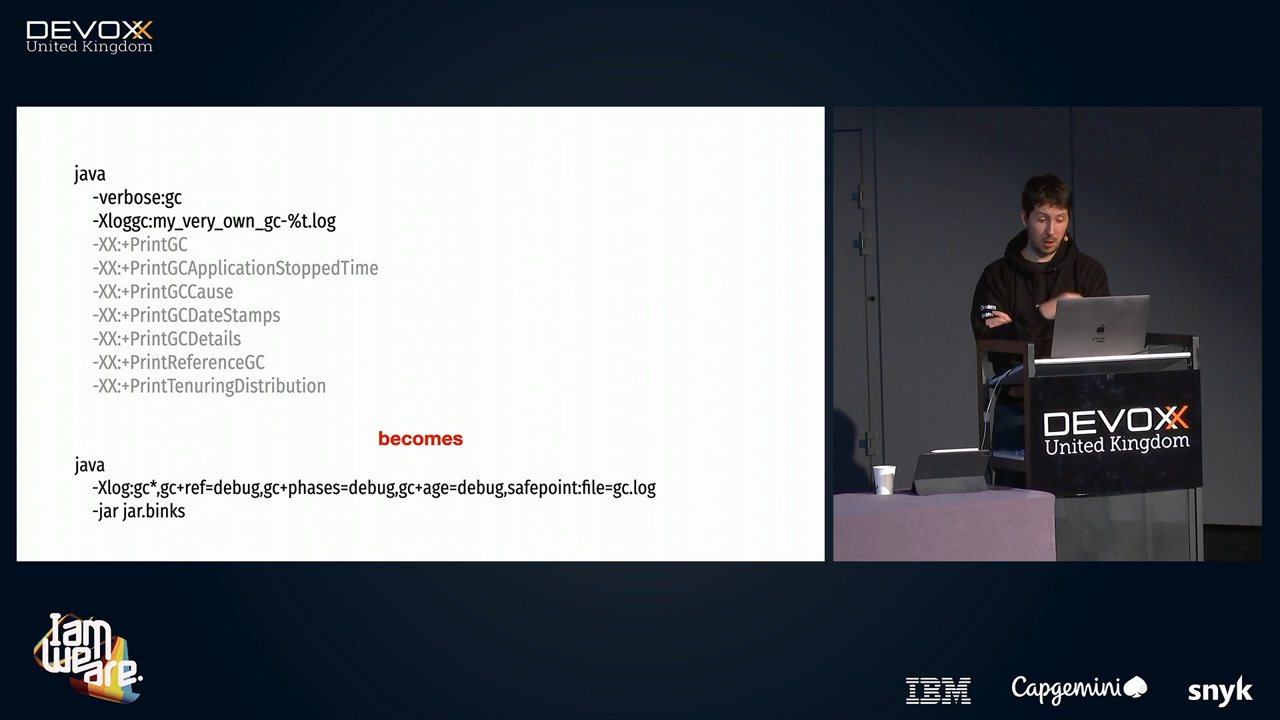 DEVOXX
United Kingdom
java
-verbose:gc
-Xloggc:my_very_own_gc-%t.log
-XX:+PrintGC
-XX:+PrintGCApplicationStoppedTime
-XX:+PrintGCCause
-XX:+PrintGCDateStamps
-XX:+PrintGCDetails
-XX:+PrintReferenceGC
-XX:+PrintTenuringDistribution
becomes
java
-Xlog:gc*,gc+ref=debug,gc+phases=debug,gc+age=debug,safepoint:file=gc.log
-jar jar.binks
DEVOXX
United Kingdom
I am
We
are.
IBM
Capgemini
snyk